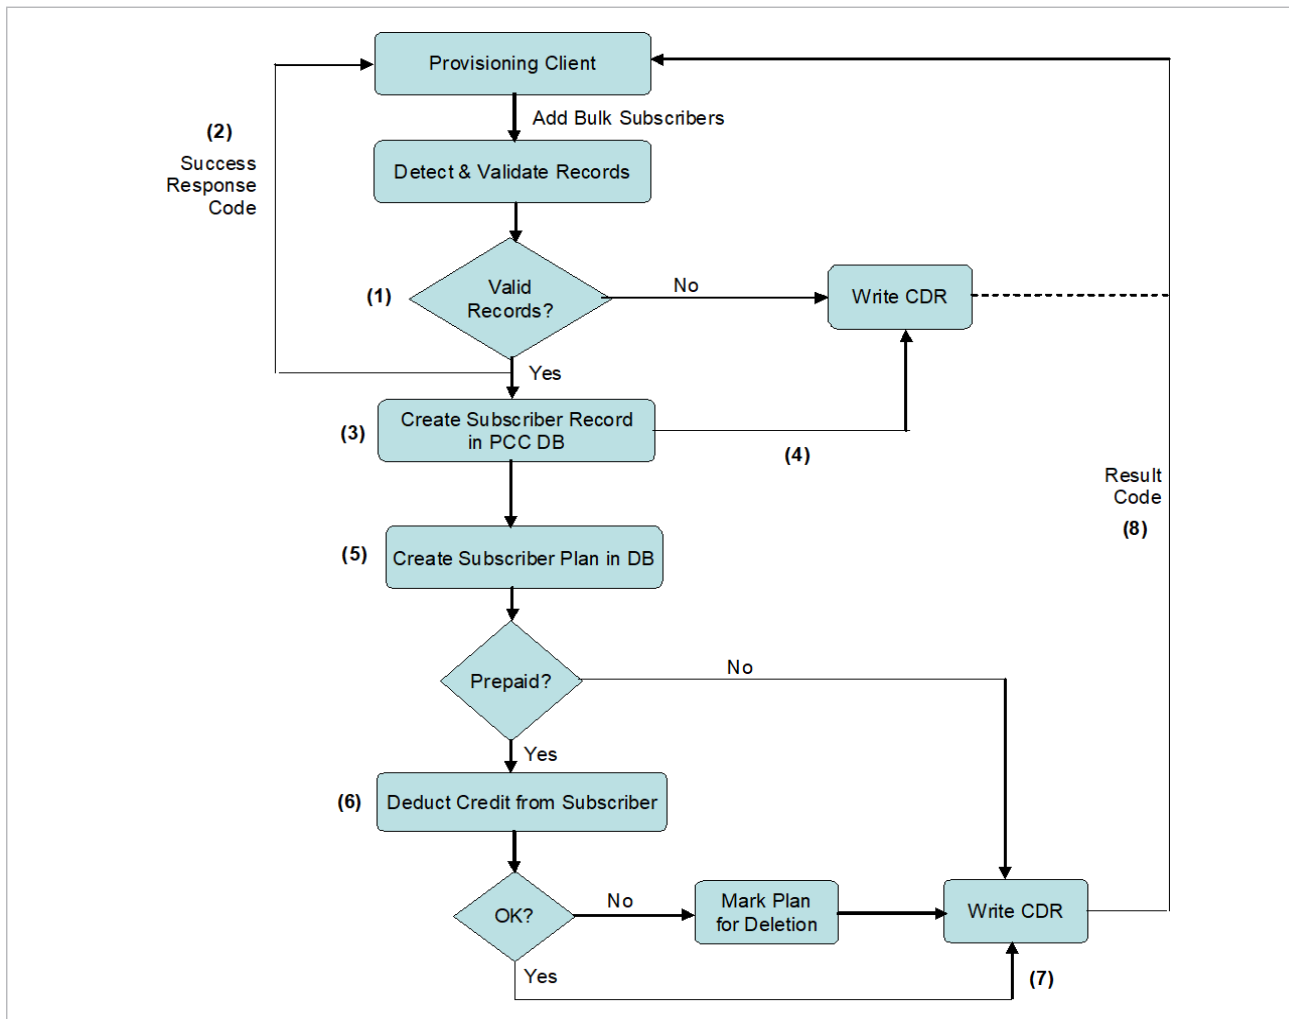 Provisioning Client
Add Bulk Subscribers
(2)
Success
Response
Code
Detect & Validate Records
(1)
Valid
Records?
No
Write CDR
Yes
(3)
Create Subscriber Record
in PCC DB
(4)
Result
Code
(8)
(5)
Create Subscriber Plan in DB
Prepaid?
No
Yes
(6)
Deduct Credit from Subscriber
OK?
No
Mark Plan
for Deletion
Write CDR
Yes
(7)